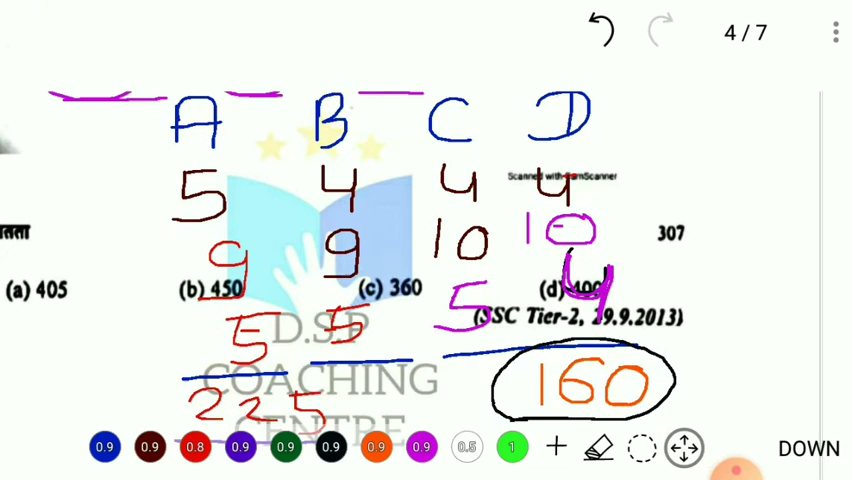 4 / 7
A B C D
Scanned with CamScanner
5 4 4 4
9 9 10 10
307
(a) 405 (b) 450 (c) 360 (d) 400
5 5 5 4
(SSC Tier-2, 29.9.2013)
D.S.P
COACHING
CENTRE
225 160
0.9 0.9 0.8 0.9 0.9 0.9 0.9 0.9 0.5 1 DOWN